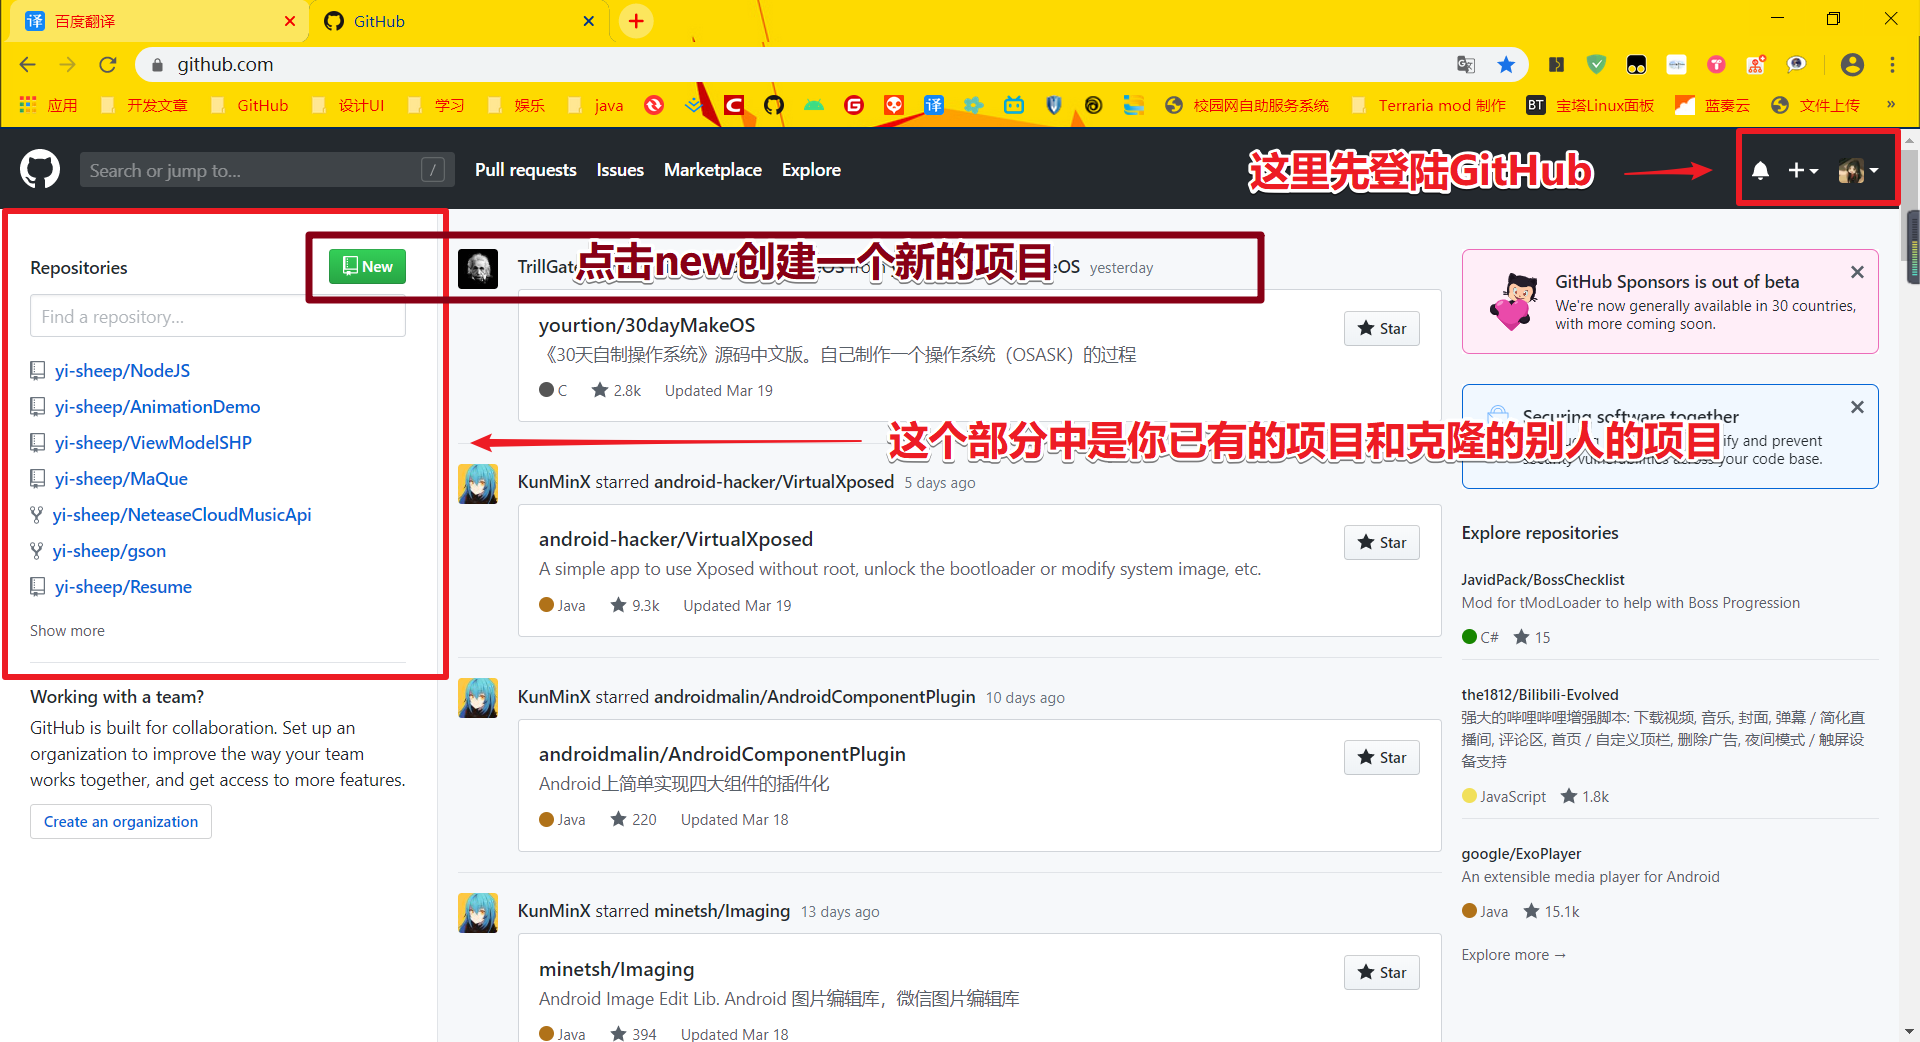 百度翻译
GitHub
github.com
应用
开发文章
GitHub
设计UI
学习
娱乐
java
校园网自助服务系统
Terraria mod 制作
BT
宝塔Linux面板
蓝奏云
文件上传
»
Search or jump to...
/
Pull requests
Issues
Marketplace
Explore
这里先登陆GitHub
Repositories
New
Find a repository...
yi-sheep/NodeJS
yi-sheep/AnimationDemo
yi-sheep/ViewModelSHP
yi-sheep/MaQue
yi-sheep/NeteaseCloudMusicApi
yi-sheep/gson
yi-sheep/Resume
Show more
Working with a team?
GitHub is built for collaboration. Set up an
organization to improve the way your team
works together, and get access to more features.
Create an organization
点击new创建一个新的项目
yesterday
yourtion/30dayMakeOS
Star
《30天自制操作系统》源码中文版。自己制作一个操作系统（OSASK）的过程
C 2.8k Updated Mar 19
这个部分中是你已有的项目和克隆的别人的项目
KunMinX starred android-hacker/VirtualXposed 5 days ago
android-hacker/VirtualXposed
Star
A simple app to use Xposed without root, unlock the bootloader or modify system image, etc.
Java 9.3k Updated Mar 19
KunMinX starred androidmalin/AndroidComponentPlugin 10 days ago
androidmalin/AndroidComponentPlugin
Star
Android上简单实现四大组件的插件化
Java 220 Updated Mar 18
KunMinX starred minetsh/Imaging 13 days ago
minetsh/Imaging
Star
Android Image Edit Lib. Android 图片编辑库，微信图片编辑库
Java 394 Updated Mar 18
GitHub Sponsors is out of beta
We're now generally available in 30 countries,
with more coming soon.
Securing software together
and prevent
your code base.
Explore repositories
JavidPack/BossChecklist
Mod for tModLoader to help with Boss Progression
C# 15
the1812/Bilibili-Evolved
强大的哔哩哔哩增强脚本: 下载视频, 音乐, 封面, 弹幕 / 简化直
播间, 评论区, 首页 / 自定义顶栏, 删除广告, 夜间模式 / 触屏设
备支持
JavaScript 1.8k
google/ExoPlayer
An extensible media player for Android
Java 15.1k
Explore more →